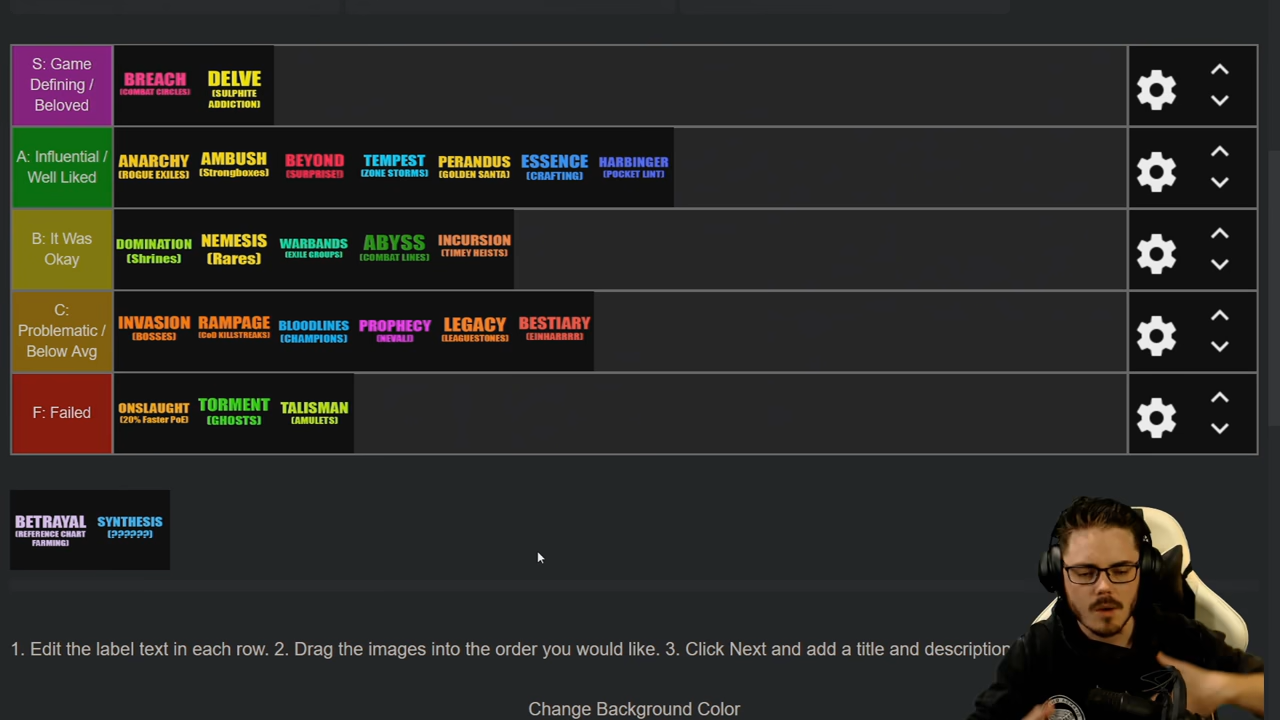 S: Game
Defining /
Beloved
BREACH
(COMBAT CIRCLES)
DELVE
(SULPHITE
ADDICTION)
A: Influential /
Well Liked
ANARCHY
(ROGUE EXILES)
AMBUSH
(Strongboxes)
BEYOND
(SURPRISE!)
TEMPEST
(ZONE STORMS)
PERANDUS
(GOLDEN SANTA)
ESSENCE
(CRAFTING)
HARBINGER
(POCKET LINT)
B: It Was
Okay
DOMINATION
(Shrines)
NEMESIS
(Rares)
WARBANDS
(EXILE GROUPS)
ABYSS
(COMBAT LINES)
INCURSION
(TIMEY HEISTS)
C:
Problematic /
Below Avg
INVASION
(BOSSES)
RAMPAGE
(CoD KILLSTREAKS)
BLOODLINES
(CHAMPIONS)
PROPHECY
(NEVALI)
LEGACY
(LEAGUESTONES)
BESTIARY
(EINHARRR)
F: Failed
ONSLAUGHT
(20% Faster PoE)
TORMENT
(GHOSTS)
TALISMAN
(AMULETS)
BETRAYAL
(REFERENCE CHART
FARMING)
SYNTHESIS
(??????)
1. Edit the label text in each row. 2. Drag the images into the order you would like. 3. Click Next and add a title and description
Change Background Color